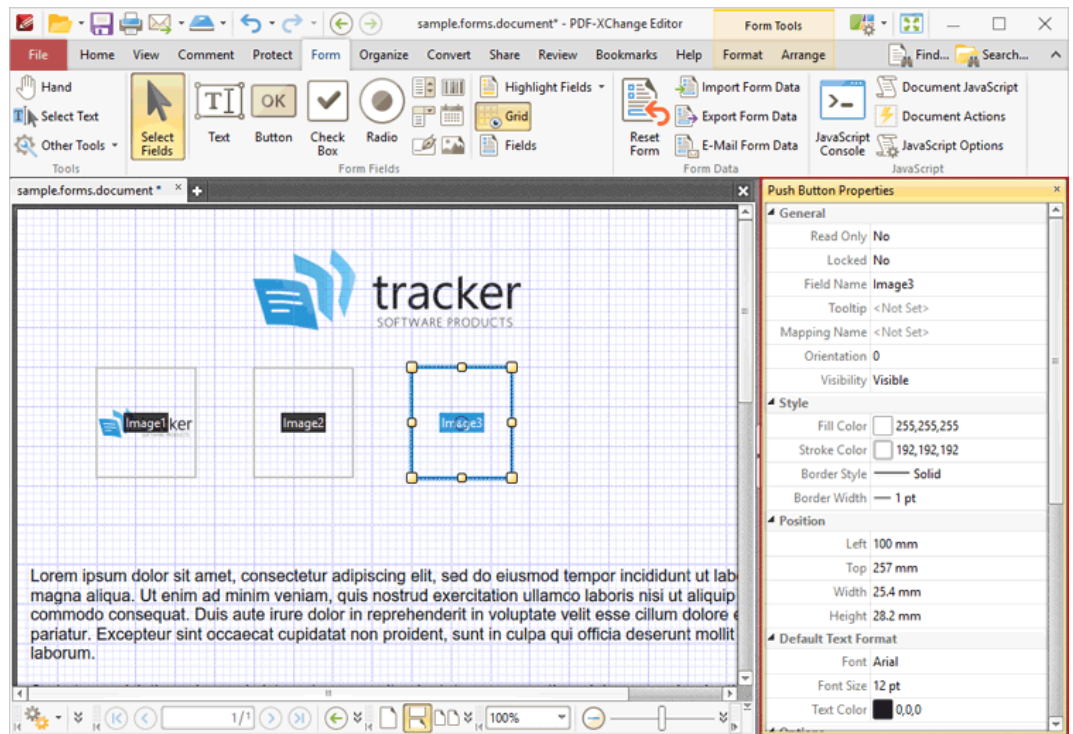 sample.forms.document* - PDF-XChange Editor
Form Tools
File Home View Comment Protect Form Organize Convert Share Review Bookmarks Help Format Arrange Find... Search...
Hand
Select Text
Other Tools
Tools
Select Fields
Text
OK
Button
Check Box
Radio
Highlight Fields
Grid
Fields
Form Fields
Reset Form
Import Form Data
Export Form Data
E-Mail Form Data
Form Data
JavaScript Console
Document JavaScript
Document Actions
JavaScript Options
JavaScript
sample.forms.document *
tracker
SOFTWARE PRODUCTS
Image1 ker
Image2
Image3
Lorem ipsum dolor sit amet, consectetur adipiscing elit, sed do eiusmod tempor incididunt ut lab
magna aliqua. Ut enim ad minim veniam, quis nostrud exercitation ullamco laboris nisi ut aliquip
commodo consequat. Duis aute irure dolor in reprehenderit in voluptate velit esse cillum dolore e
pariatur. Excepteur sint occaecat cupidatat non proident, sunt in culpa qui officia deserunt mollit
laborum.
1/1
100%
Push Button Properties
General
Read Only No
Locked No
Field Name Image3
Tooltip <Not Set>
Mapping Name <Not Set>
Orientation 0
Visibility Visible
Style
Fill Color 255,255,255
Stroke Color 192,192,192
Border Style Solid
Border Width 1 pt
Position
Left 100 mm
Top 257 mm
Width 25.4 mm
Height 28.2 mm
Default Text Format
Font Arial
Font Size 12 pt
Text Color 0,0,0